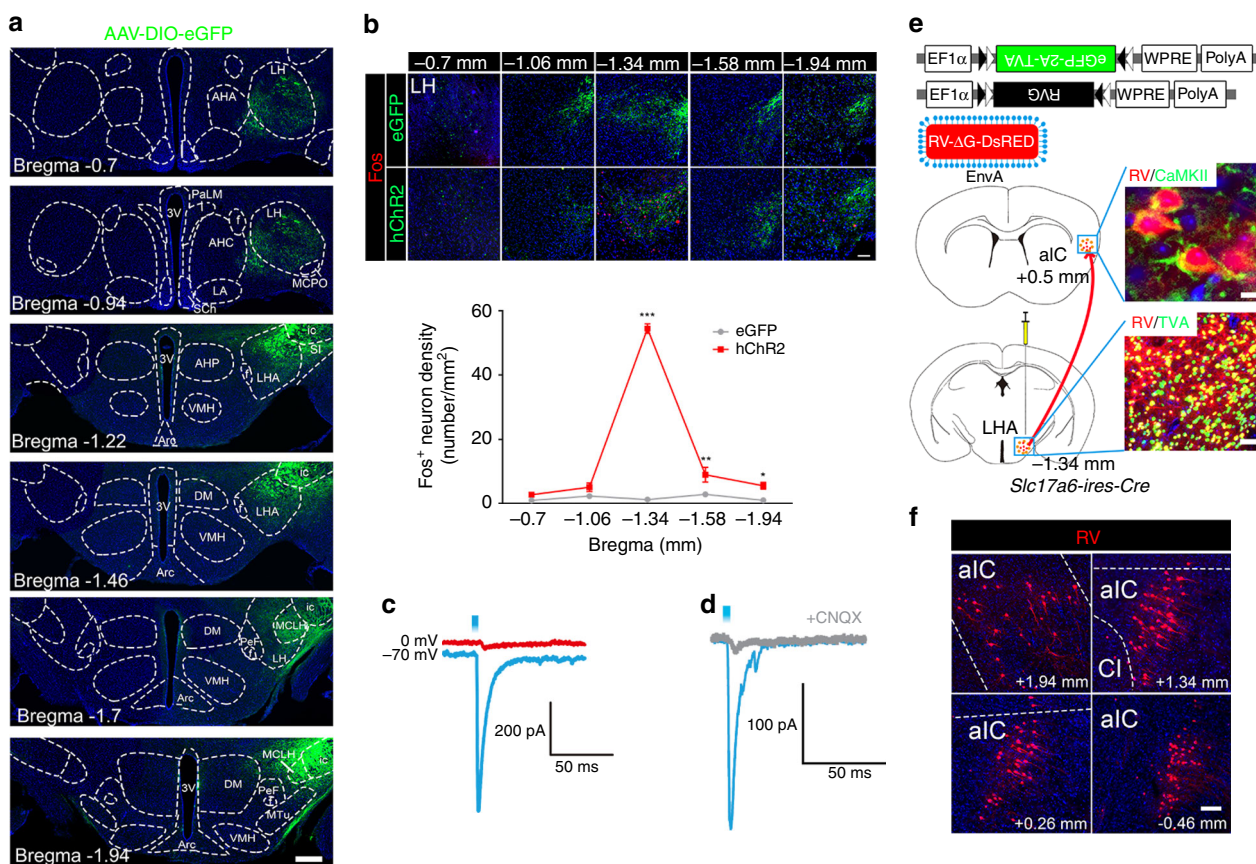 a
AAV-DIO-eGFP
LH
AHA
Bregma -0.7
PaLM
3V
f
LH
AHC
MCPO
LA
SCh
Bregma -0.94
ic
SI
3V
AHP
f
LHA
VMH
Arc
Bregma -1.22
ic
DM
f
LHA
3V
VMH
Arc
Bregma -1.46
ic
DM
MCLH
PeF
f
LH
VMH
Arc
Bregma -1.7
MCLH
ic
DM
3V
PeF
f
MTu
VMH
Arc
Bregma -1.94
b
–0.7 mm –1.06 mm –1.34 mm –1.58 mm –1.94 mm
LH
Fos
eGFP
hChR2
60
40
20
0
Fos+ neuron density
(number/mm²)
***
**
*
eGFP
hChR2
–0.7 –1.06 –1.34 –1.58 –1.94
Bregma (mm)
c
0 mV
–70 mV
200 pA
50 ms
d
+CNQX
100 pA
50 ms
e
EF1α eGFP-2A-TVA WPRE PolyA
EF1α RVG WPRE PolyA
RV-ΔG-DsRED
EnvA
RV/CaMKII
aIC
+0.5 mm
RV/TVA
LHA
–1.34 mm
Slc17a6-ires-Cre
f
RV
aIC
+1.94 mm
aIC
Cl
+1.34 mm
aIC
+0.26 mm
aIC
-0.46 mm